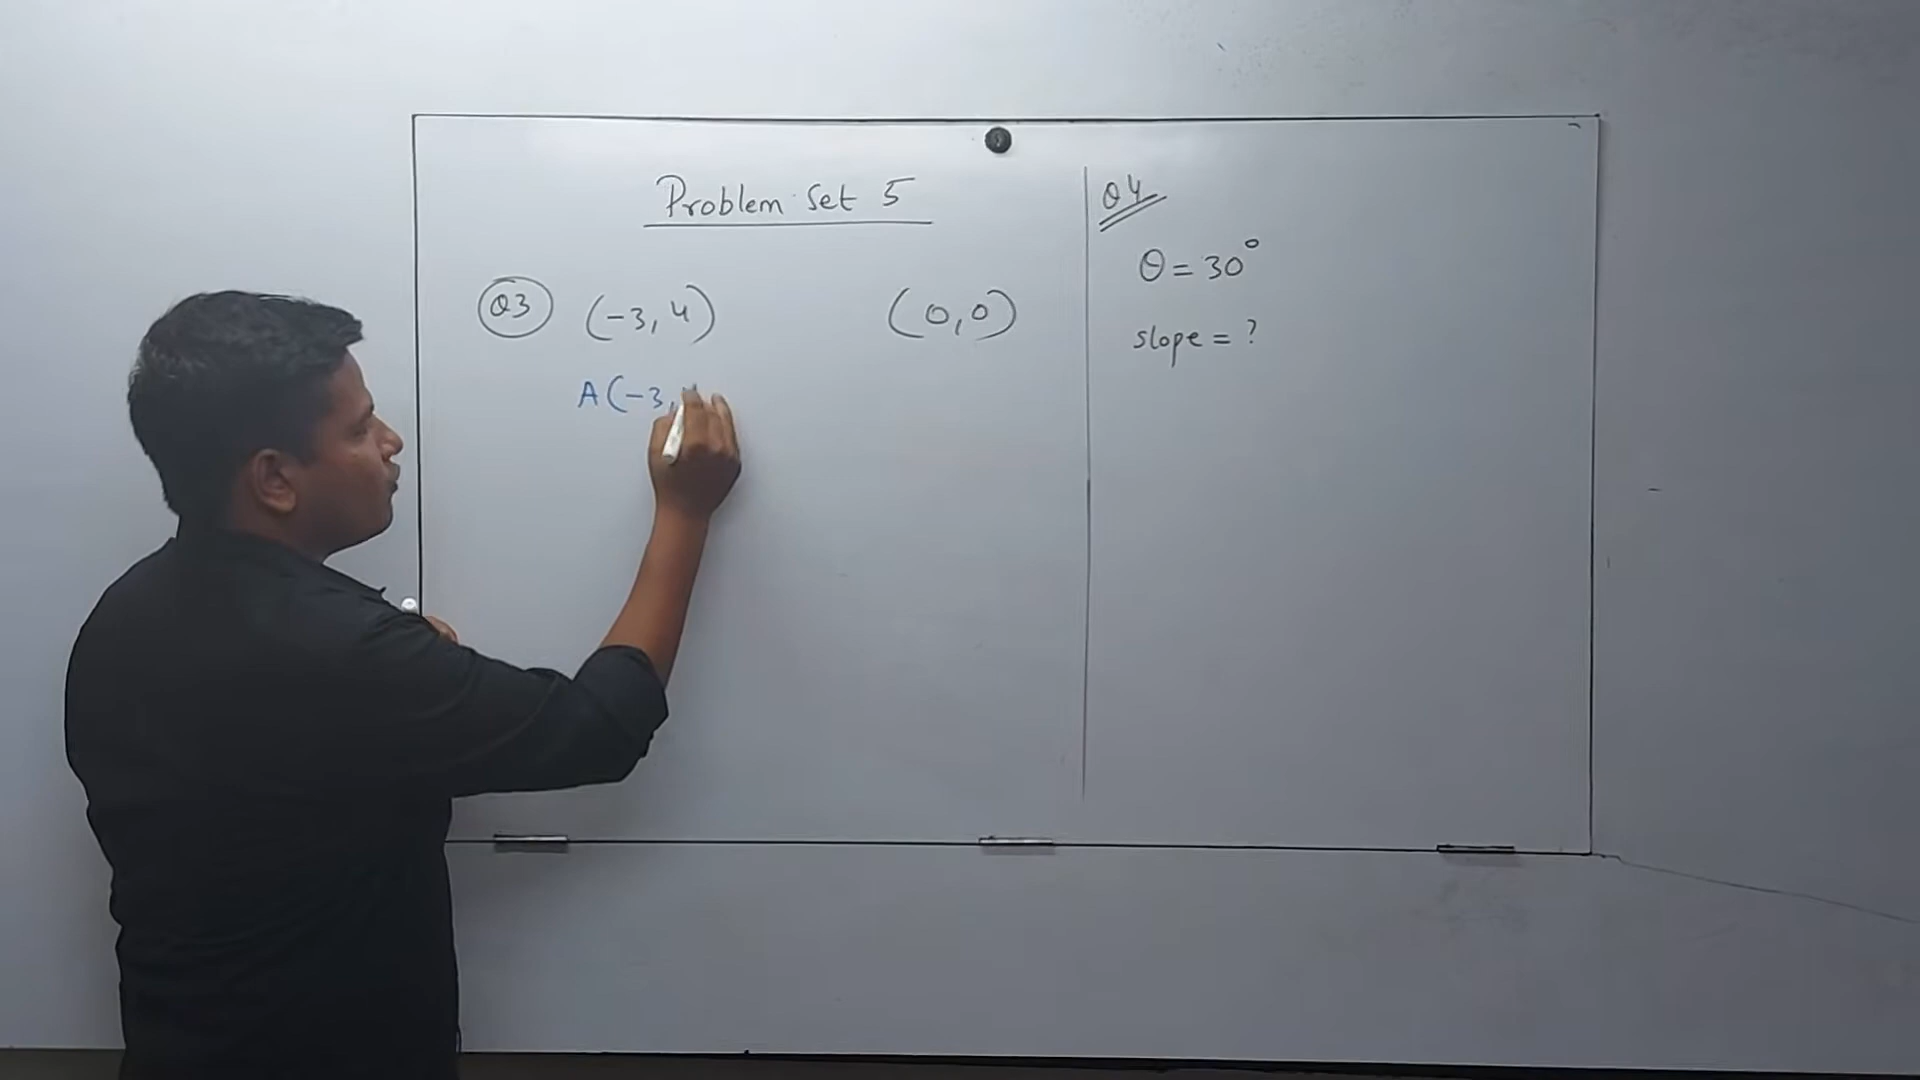 Problem Set 5
Q3 (-3, 4) (0, 0)
A(-3,
Q4
θ = 30°
slope = ?